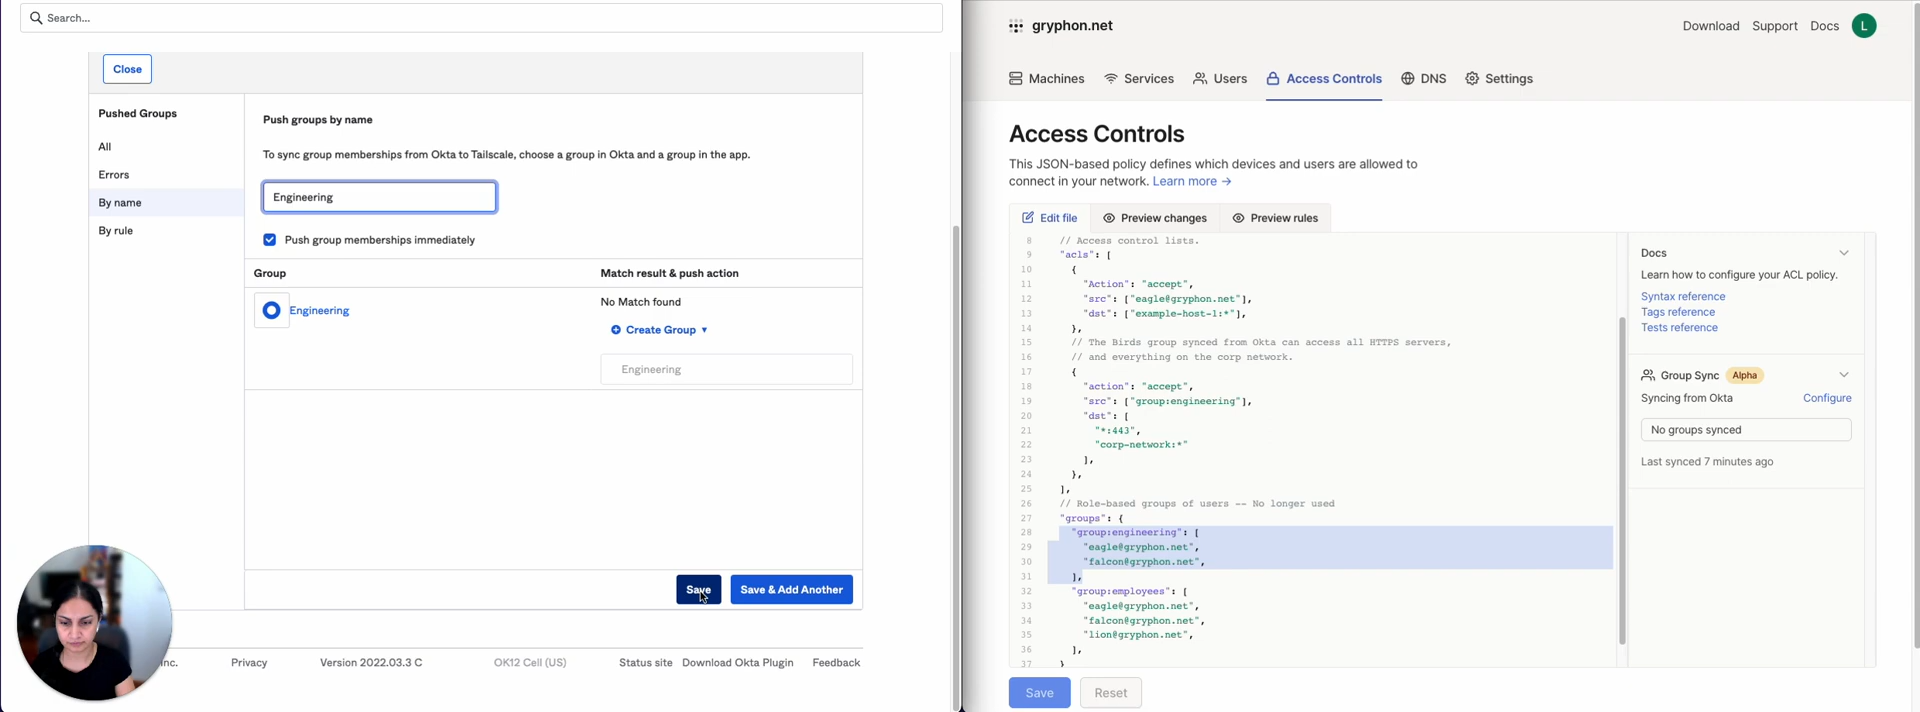 Search...
Close
Pushed Groups
All
Errors
By name
By rule
Push groups by name
To sync group memberships from Okta to Tailscale, choose a group in Okta and a group in the app.
Engineering
Push group memberships immediately
Group
Match result & push action
Engineering
No Match found
Create Group
Engineering
Save
Save & Add Another
Inc.
Privacy
Version 2022.03.3 C
OK12 Cell (US)
Status site
Download Okta Plugin
Feedback
gryphon.net
Download
Support
Docs
L
Machines
Services
Users
Access Controls
DNS
Settings
Access Controls
This JSON-based policy defines which devices and users are allowed to
connect in your network. Learn more →
Edit file
Preview changes
Preview rules
8 // Access control lists.
9 "acls": [
10 {
11 "Action": "accept",
12 "src": ["eagle@gryphon.net"],
13 "dst": ["example-host-1:*"],
14 },
15 // The Birds group synced from Okta can access all HTTPS servers,
16 // and everything on the corp network.
17 {
18 "action": "accept",
19 "src": ["group:engineering"],
20 "dst": [
21 "*:443",
22 "corp-network:*"
23 ],
24 },
25 ],
26 // Role-based groups of users -- No longer used
27 "groups": {
28 "group:engineering": [
29 "eagle@gryphon.net",
30 "falcon@gryphon.net",
31 ],
32 "group:employees": [
33 "eagle@gryphon.net",
34 "falcon@gryphon.net",
35 "lion@gryphon.net",
36 ],
37 }
Docs
Learn how to configure your ACL policy.
Syntax reference
Tags reference
Tests reference
Group Sync Alpha
Syncing from Okta
Configure
No groups synced
Last synced 7 minutes ago
Save
Reset